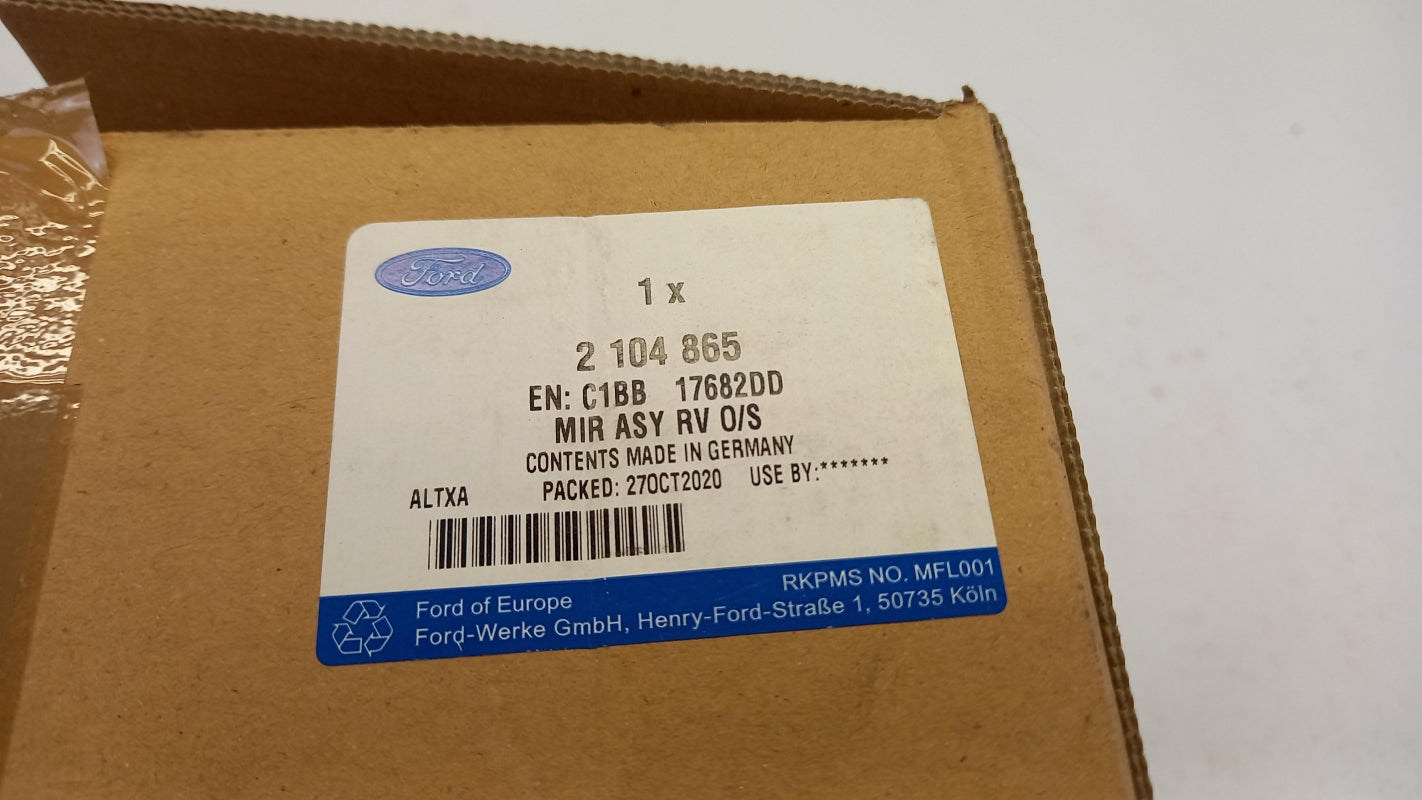 Ford
1 x
2 104 865
EN: C1BB 17682DD
MIR ASY RV O/S
CONTENTS MADE IN GERMANY
ALTXA PACKED: 27OCT2020 USE BY:*******
RKPMS NO. MFL001
Ford of Europe
Ford-Werke GmbH, Henry-Ford-Straße 1, 50735 Köln